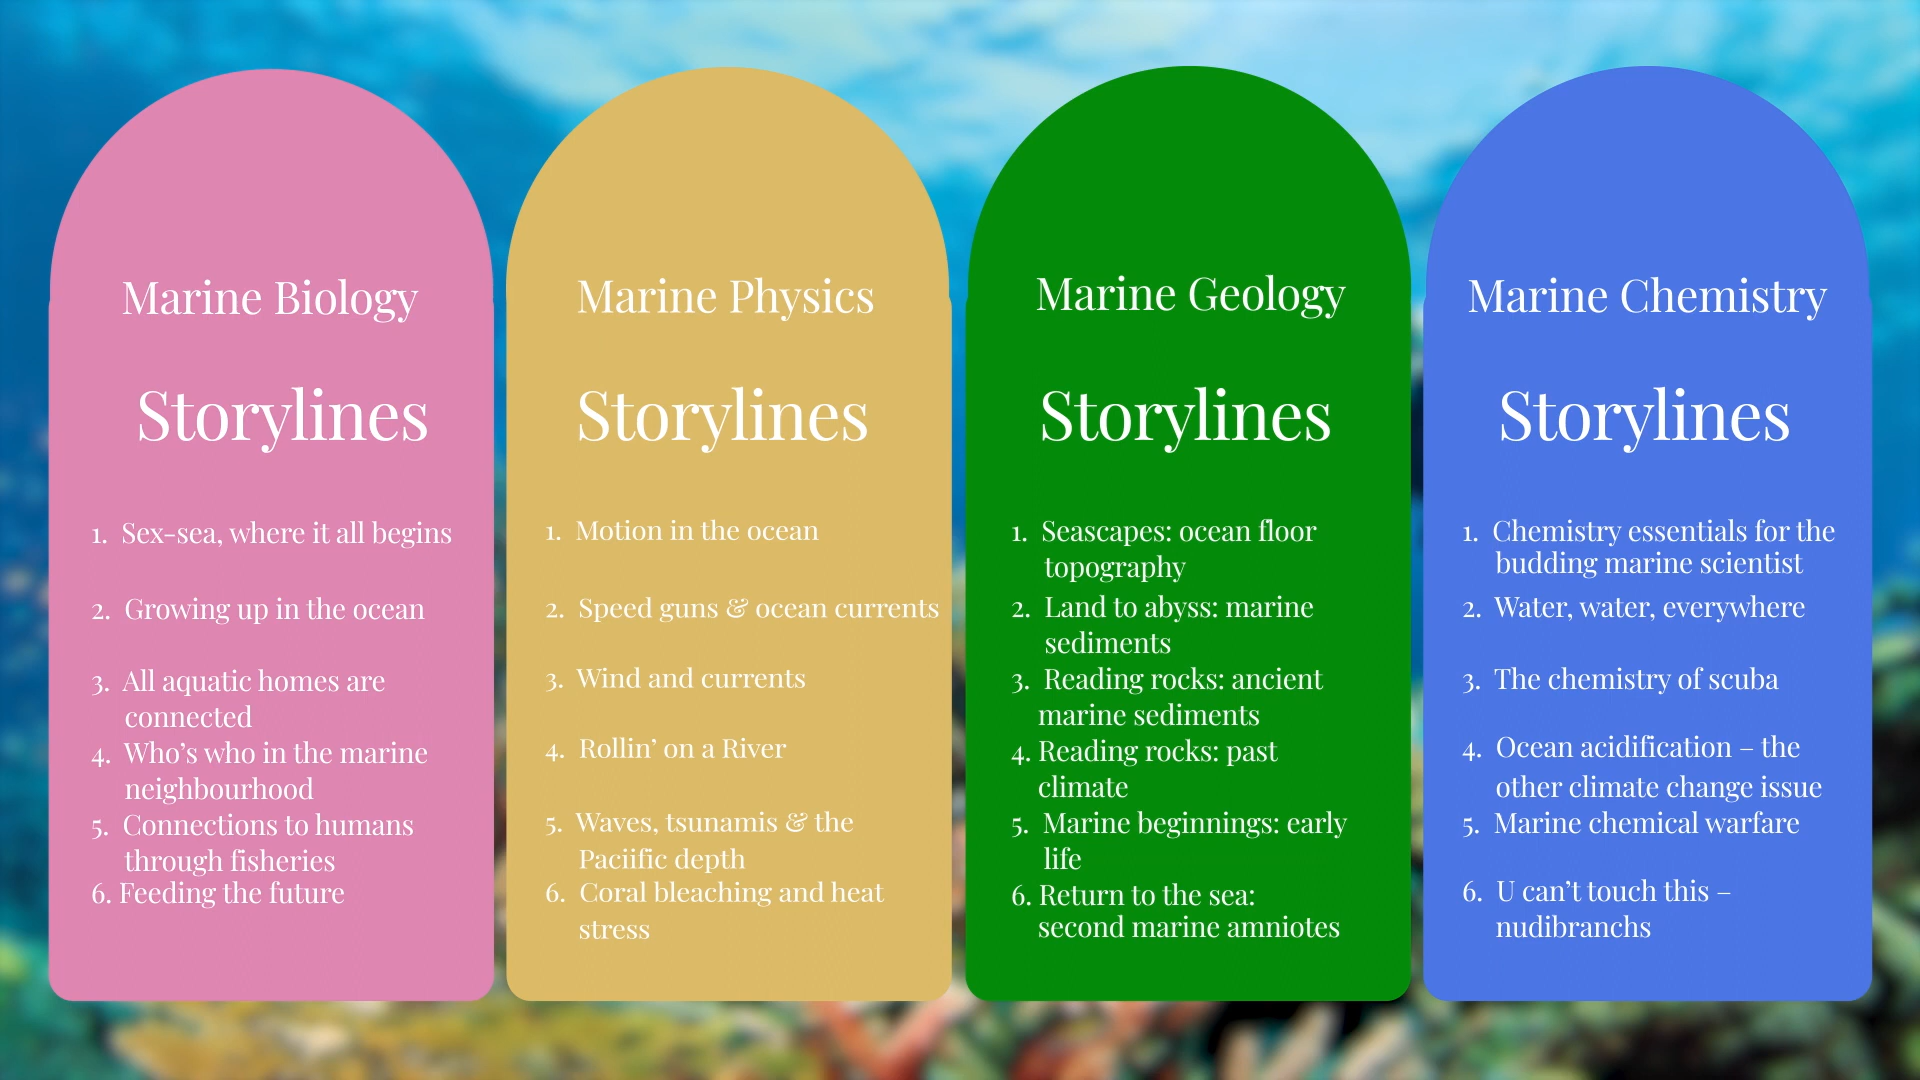 Marine Biology
Storylines
1. Sex-sea, where it all begins
2. Growing up in the ocean
3. All aquatic homes are
connected
4. Who’s who in the marine
neighbourhood
5. Connections to humans
through fisheries
6. Feeding the future
Marine Physics
Storylines
1. Motion in the ocean
2. Speed guns & ocean currents
3. Wind and currents
4. Rollin’ on a River
5. Waves, tsunamis & the
Paciific depth
6. Coral bleaching and heat
stress
Marine Geology
Storylines
1. Seascapes: ocean floor
topography
2. Land to abyss: marine
sediments
3. Reading rocks: ancient
marine sediments
4. Reading rocks: past
climate
5. Marine beginnings: early
life
6. Return to the sea:
second marine amniotes
Marine Chemistry
Storylines
1. Chemistry essentials for the
budding marine scientist
2. Water, water, everywhere
3. The chemistry of scuba
4. Ocean acidification – the
other climate change issue
5. Marine chemical warfare
6. U can’t touch this –
nudibranchs